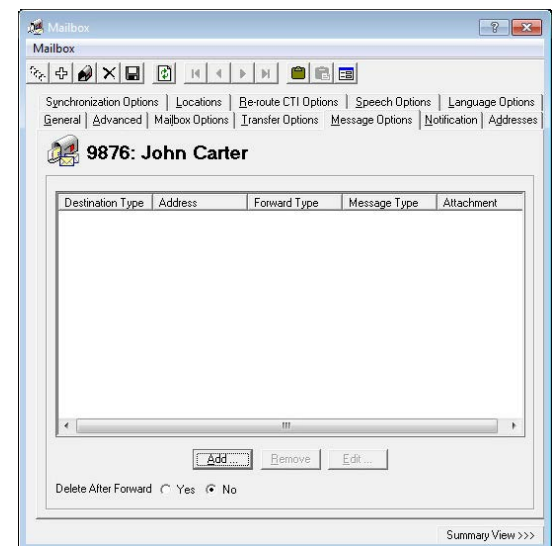 Mailbox
Mailbox
Synchronization Options Locations Re-route CTI Options Speech Options Language Options
General Advanced Mailbox Options Transfer Options Message Options Notification Addresses
9876: John Carter
Destination Type Address Forward Type Message Type Attachment
Add ... Remove Edit ...
Delete After Forward Yes No
Summary View >>>